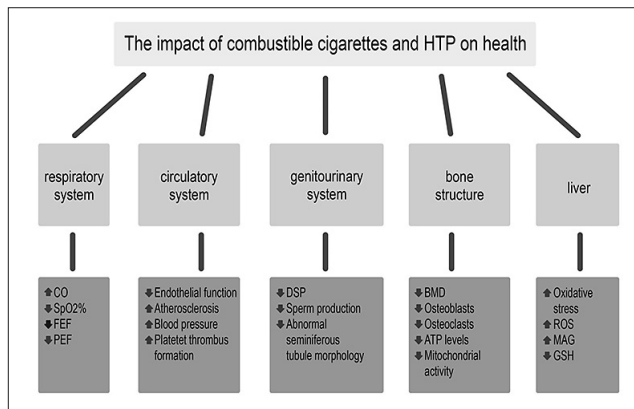 The impact of combustible cigarettes and HTP on health
respiratory
system
circulatory
system
genitourinary
system
bone
structure
liver
CO
SpO2%
FEF
PEF
Endothelial function
Atherosclerosis
Blood pressure
Platelet thrombus
formation
DSP
Sperm production
Abnormal
seminiferous
tubule morphology
BMD
Osteoblasts
Osteoclasts
ATP levels
Mitochondrial
activity
Oxidative
stress
ROS
MAG
GSH